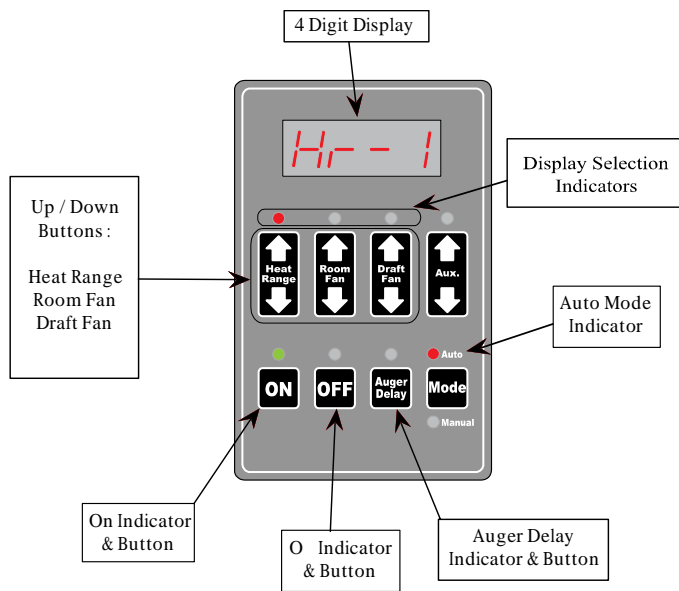 4 Digit Display
Hr--1
Display Selection
Indicators
Up / Down
Buttons :
Heat Range
Room Fan
Draft Fan
Heat
Range
Room
Fan
Draft
Fan
Aux.
Auto Mode
Indicator
Auto
ON
OFF
Auger
Delay
Mode
Manual
On Indicator
& Button
O Indicator
& Button
Auger Delay
Indicator & Button